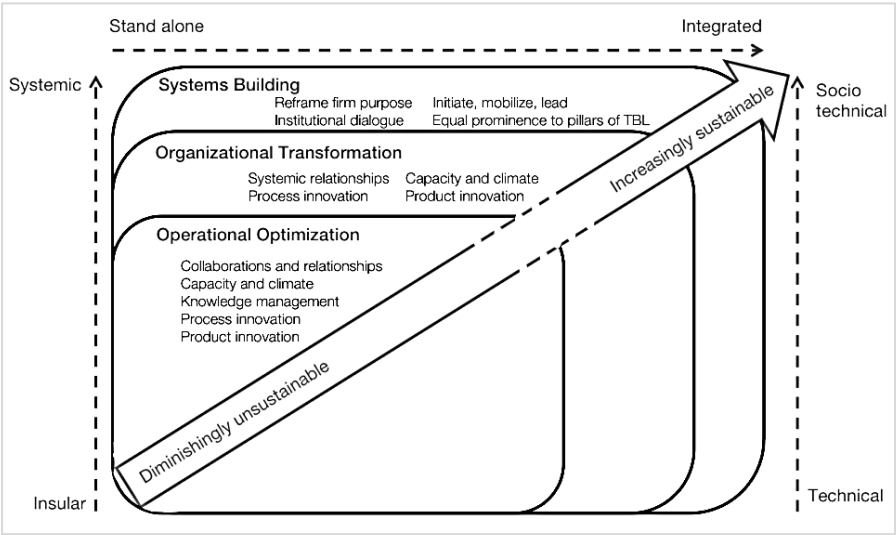 Stand alone
Integrated
Systemic
Socio
technical
Systems Building
Reframe firm purpose
Initiate, mobilize, lead
Institutional dialogue
Equal prominence to pillars of TBL
Organizational Transformation
Systemic relationships
Capacity and climate
Process innovation
Product innovation
Increasingly sustainable
Operational Optimization
Collaborations and relationships
Capacity and climate
Knowledge management
Process innovation
Product innovation
Diminishingly unsustainable
Insular
Technical